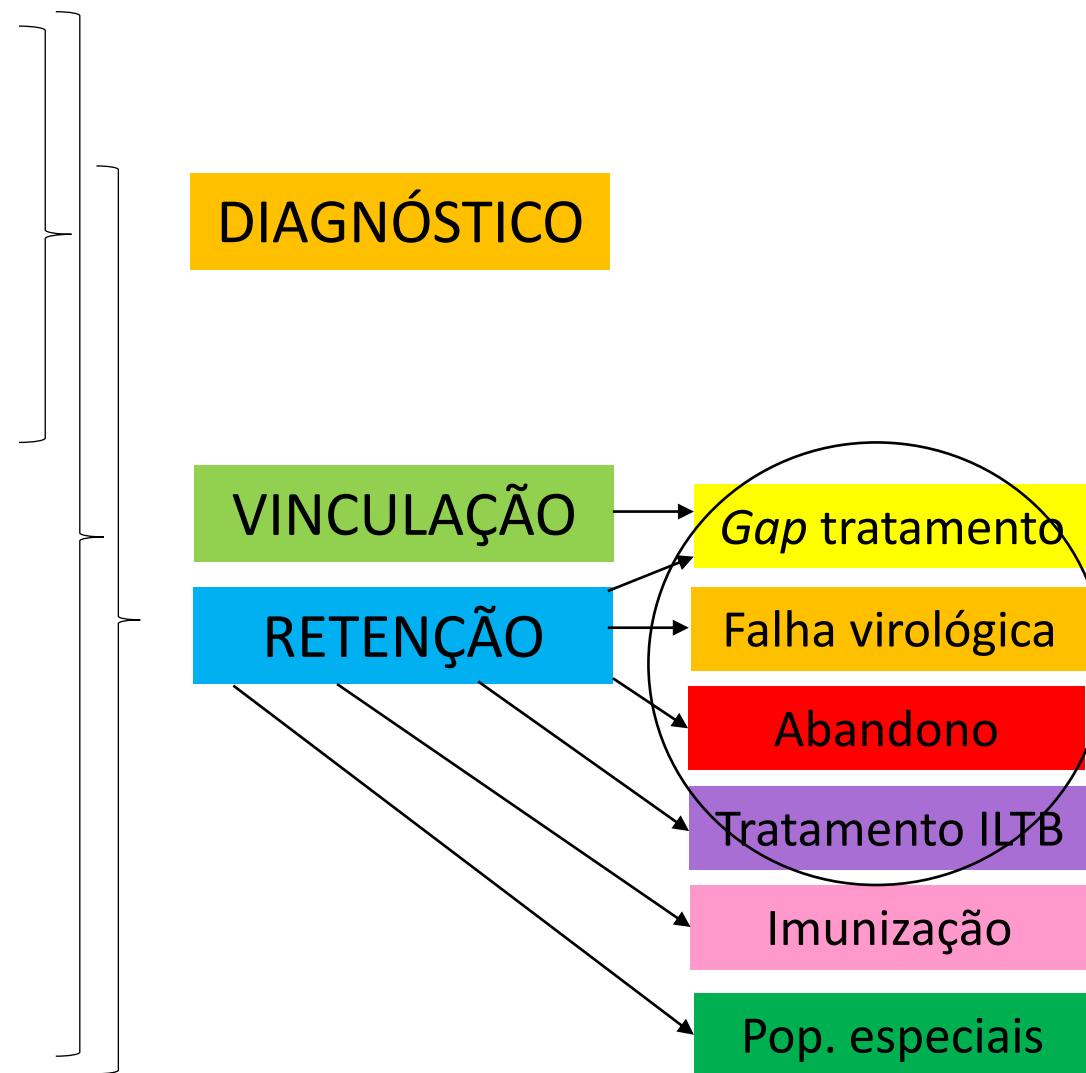 DIAGNÓSTICO
VINCULAÇÃO
RETENÇÃO
Gap tratamento
Falha virológica
Abandono
Tratamento ILTB
Imunização
Pop. especiais